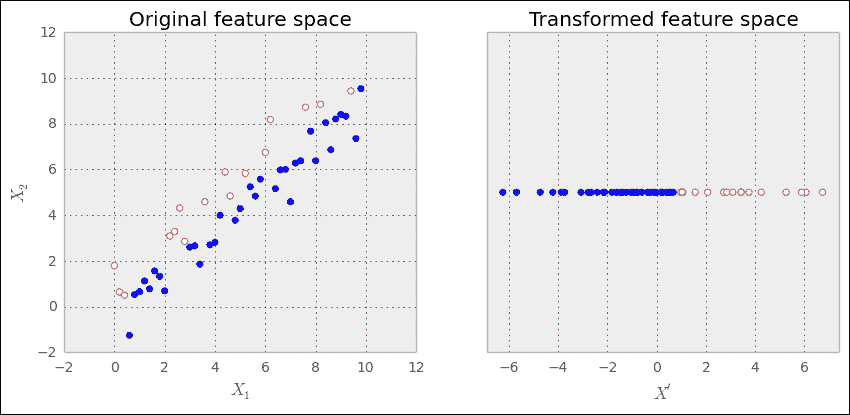 Original feature space
12
10
8
6
4
2
0
−2
X₂
−2 0 2 4 6 8 10 12
X₁
Transformed feature space
−6 −4 −2 0 2 4 6
X′